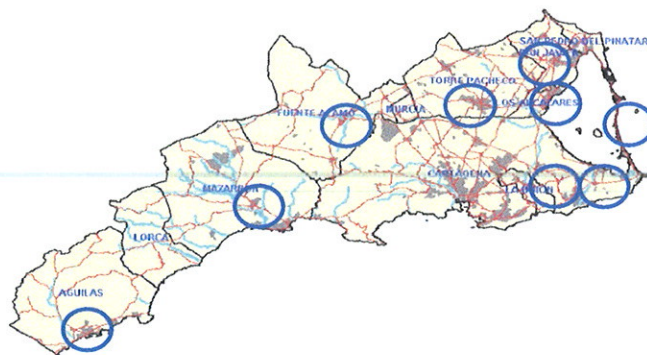 SAN PEDRO DEL PINATAR
SAN JAVIER
TORRE PACHECO
LOS ALCAZARES
FUENTE ALAMO
MURCIA
CARTAGENA
LA UNION
MAZARRON
LORCA
AGUILAS